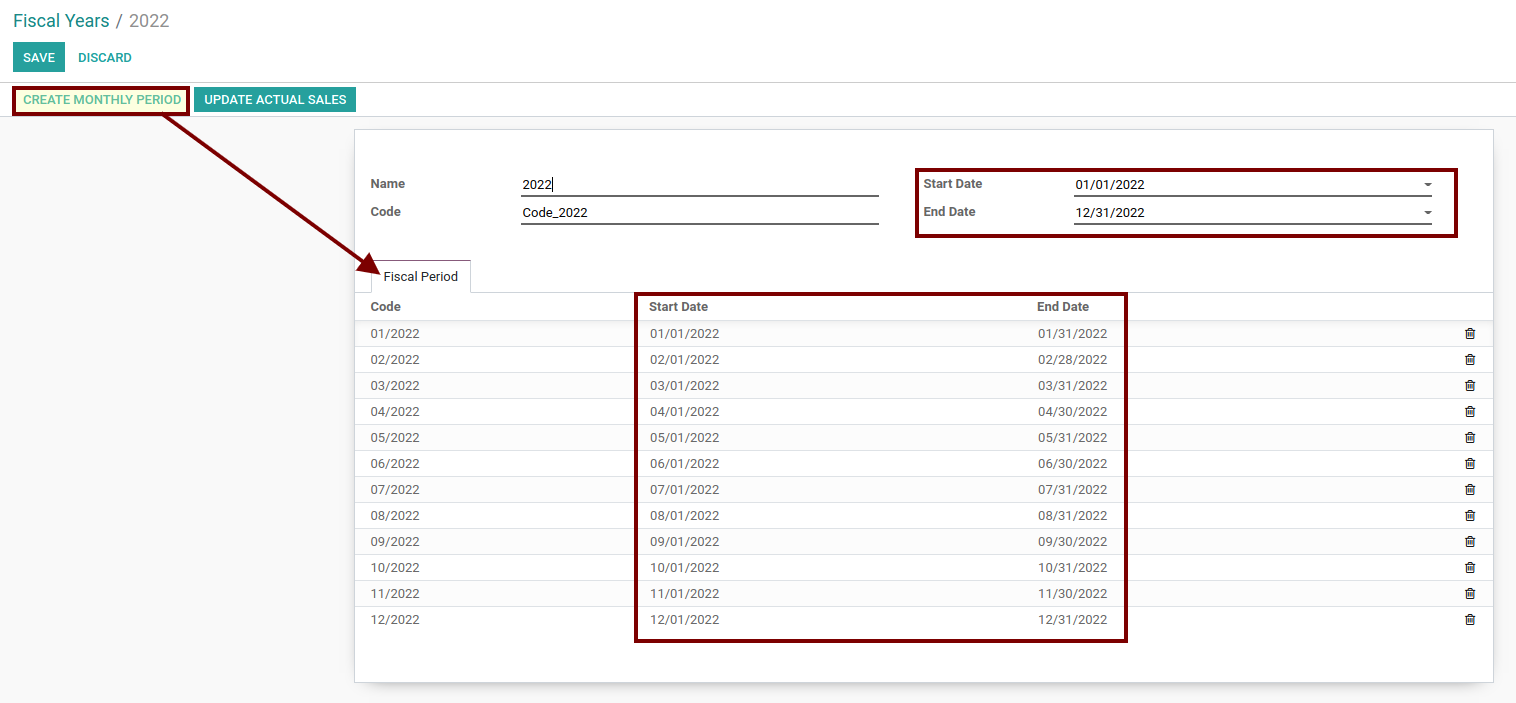 Fiscal Years / 2022
SAVE DISCARD
CREATE MONTHLY PERIOD UPDATE ACTUAL SALES
Name 2022 Start Date 01/01/2022
Code Code_2022 End Date 12/31/2022
Fiscal Period
Code Start Date End Date
01/2022 01/01/2022 01/31/2022
02/2022 02/01/2022 02/28/2022
03/2022 03/01/2022 03/31/2022
04/2022 04/01/2022 04/30/2022
05/2022 05/01/2022 05/31/2022
06/2022 06/01/2022 06/30/2022
07/2022 07/01/2022 07/31/2022
08/2022 08/01/2022 08/31/2022
09/2022 09/01/2022 09/30/2022
10/2022 10/01/2022 10/31/2022
11/2022 11/01/2022 11/30/2022
12/2022 12/01/2022 12/31/2022